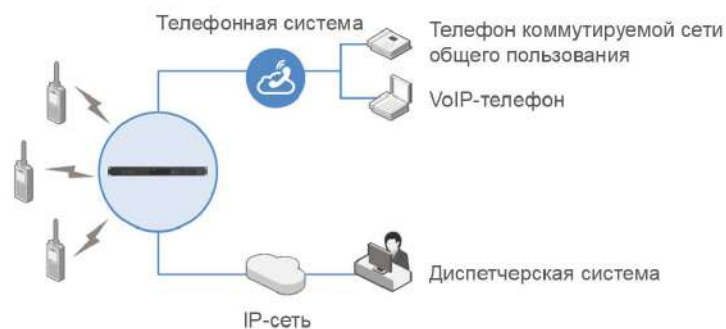 Телефонная система
Телефон коммутируемой сети
общего пользования
VoIP-телефон
Диспетчерская система
IP-сеть